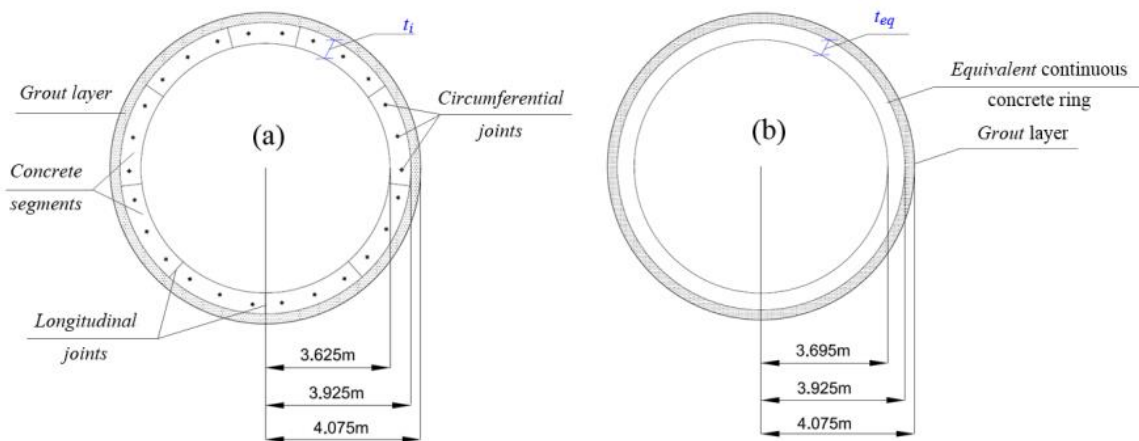 t_i
Grout layer
(a)
Circumferential
joints
Concrete
segments
Longitudinal
joints
3.625m
3.925m
4.075m
t_eq
Equivalent continuous
concrete ring
(b)
Grout layer
3.695m
3.925m
4.075m